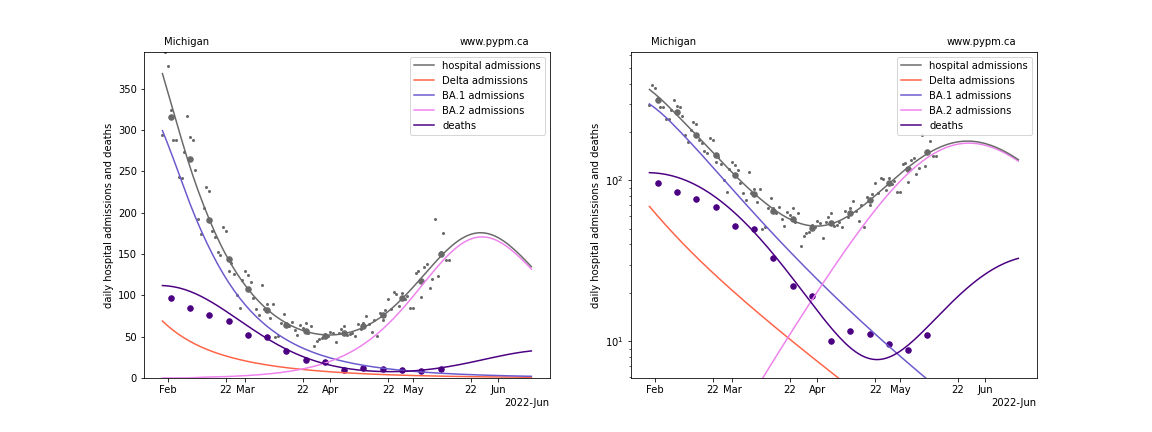 Michigan www.pypm.ca
hospital admissions
Delta admissions
BA.1 admissions
BA.2 admissions
deaths
daily hospital admissions and deaths
350
300
250
200
150
100
50
0
Feb 22 Mar 22 Apr 22 May 22 Jun
2022-Jun
Michigan www.pypm.ca
hospital admissions
Delta admissions
BA.1 admissions
BA.2 admissions
deaths
daily hospital admissions and deaths
10²
10¹
Feb 22 Mar 22 Apr 22 May 22 Jun
2022-Jun